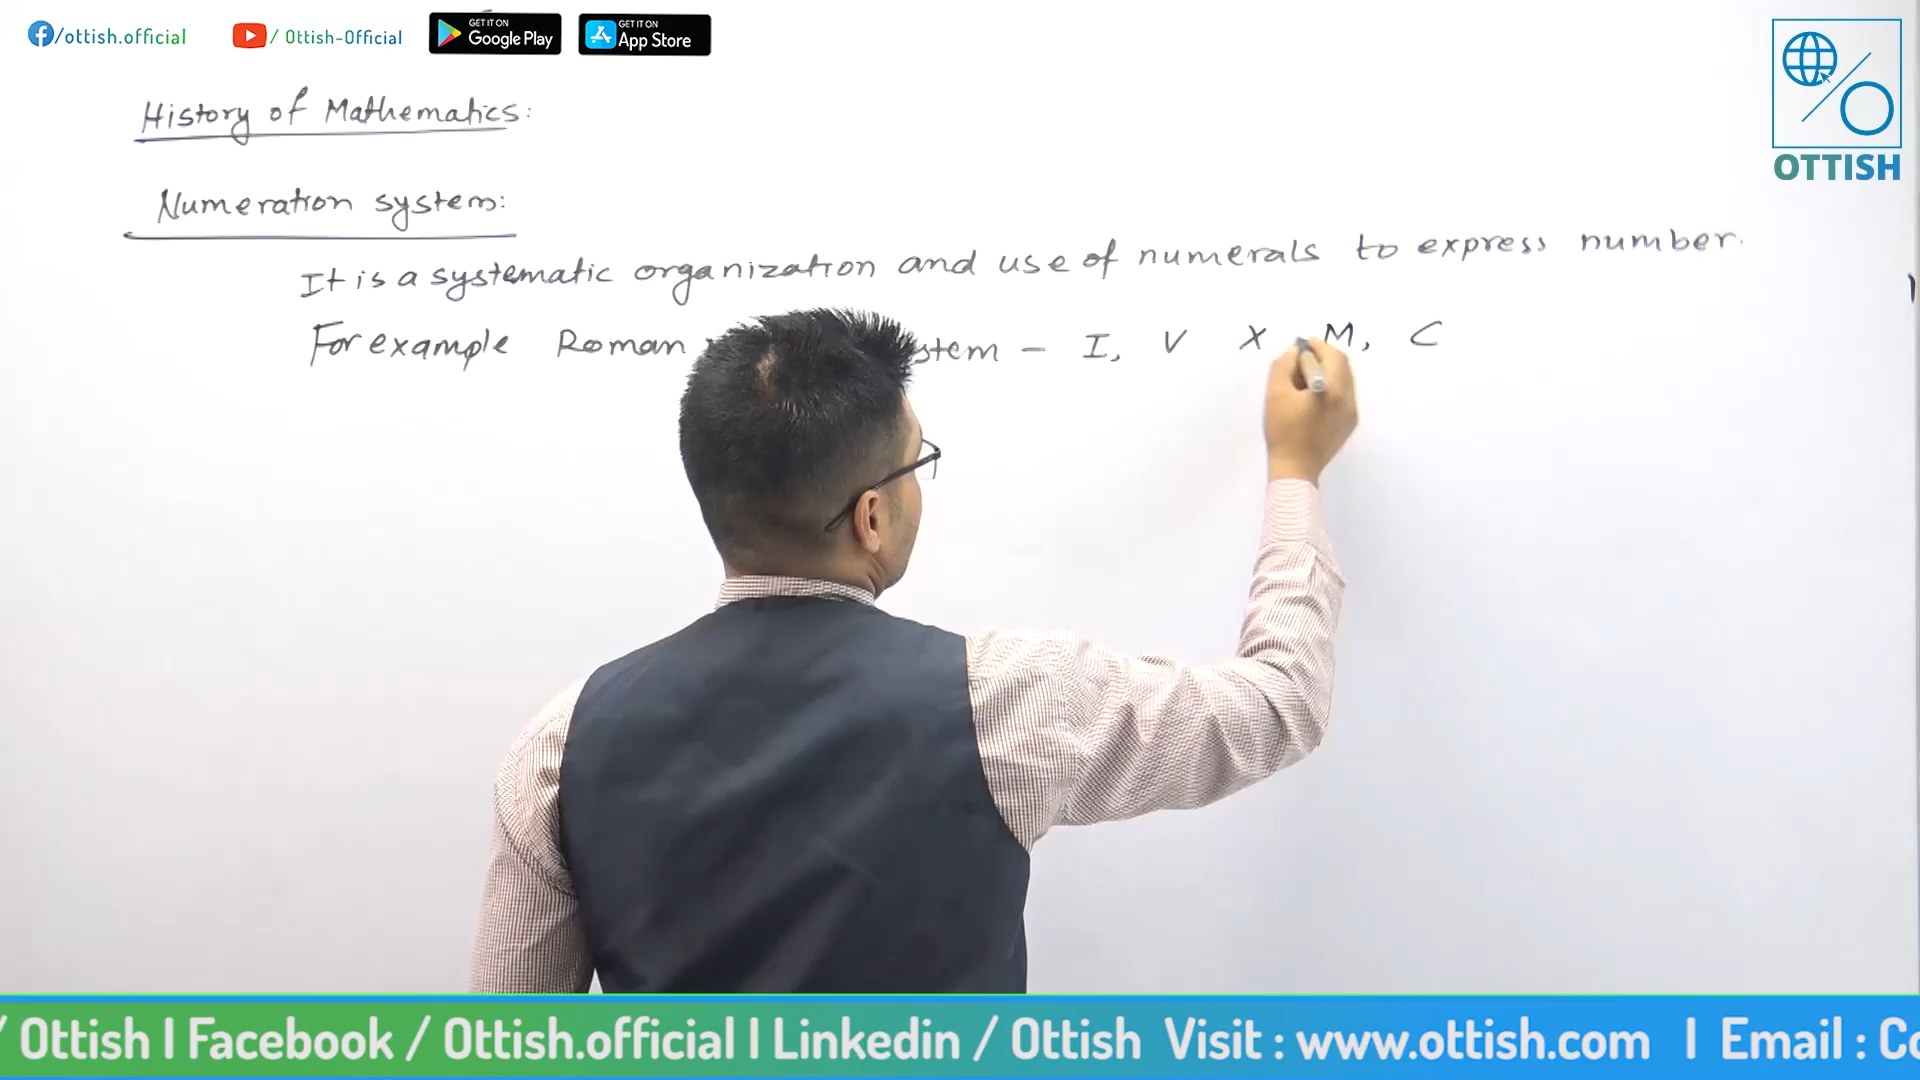 /ottish.official / Ottish-Official GET IT ON Google Play GET IT ON App Store
OTTISH
History of Mathematics:
Numeration system:
It is a systematic organization and use of numerals to express number.
For example Roman stem - I, V X M, C
/ Ottish I Facebook / Ottish.official I Linkedin / Ottish Visit : www.ottish.com I Email : Co